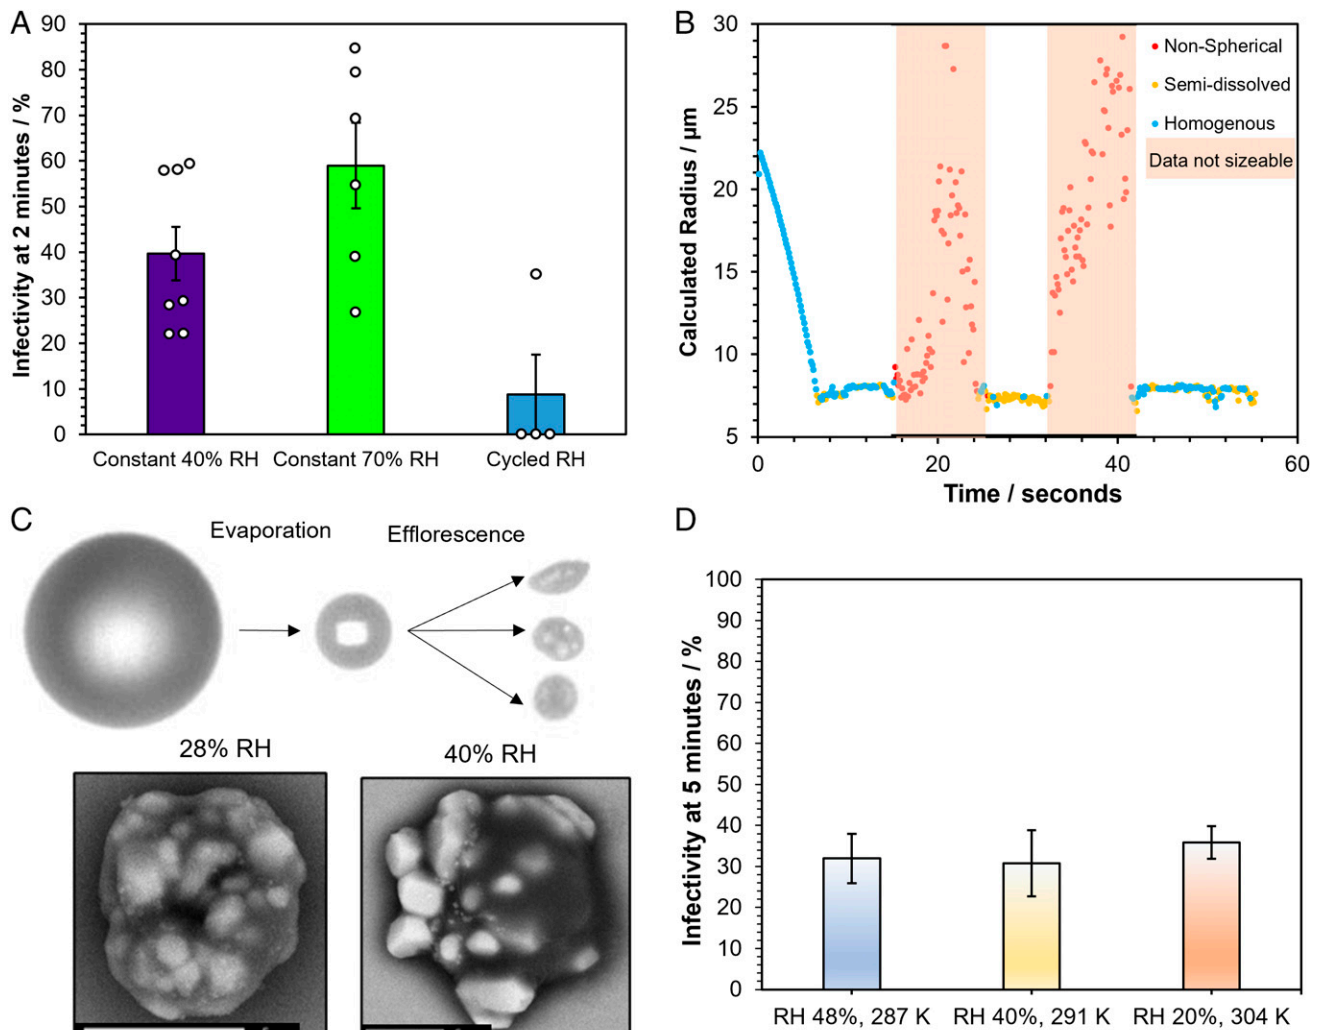 A
90
80
70
60
50
40
30
20
10
0
Infectivity at 2 minutes / %
Constant 40% RH
Constant 70% RH
Cycled RH
B
30
25
20
15
10
5
Calculated Radius / µm
0
20
40
60
Time / seconds
Non-Spherical
Semi-dissolved
Homogenous
Data not sizeable
C
Evaporation
Efflorescence
28% RH
40% RH
D
100
90
80
70
60
50
40
30
20
10
0
Infectivity at 5 minutes / %
RH 48%, 287 K
RH 40%, 291 K
RH 20%, 304 K